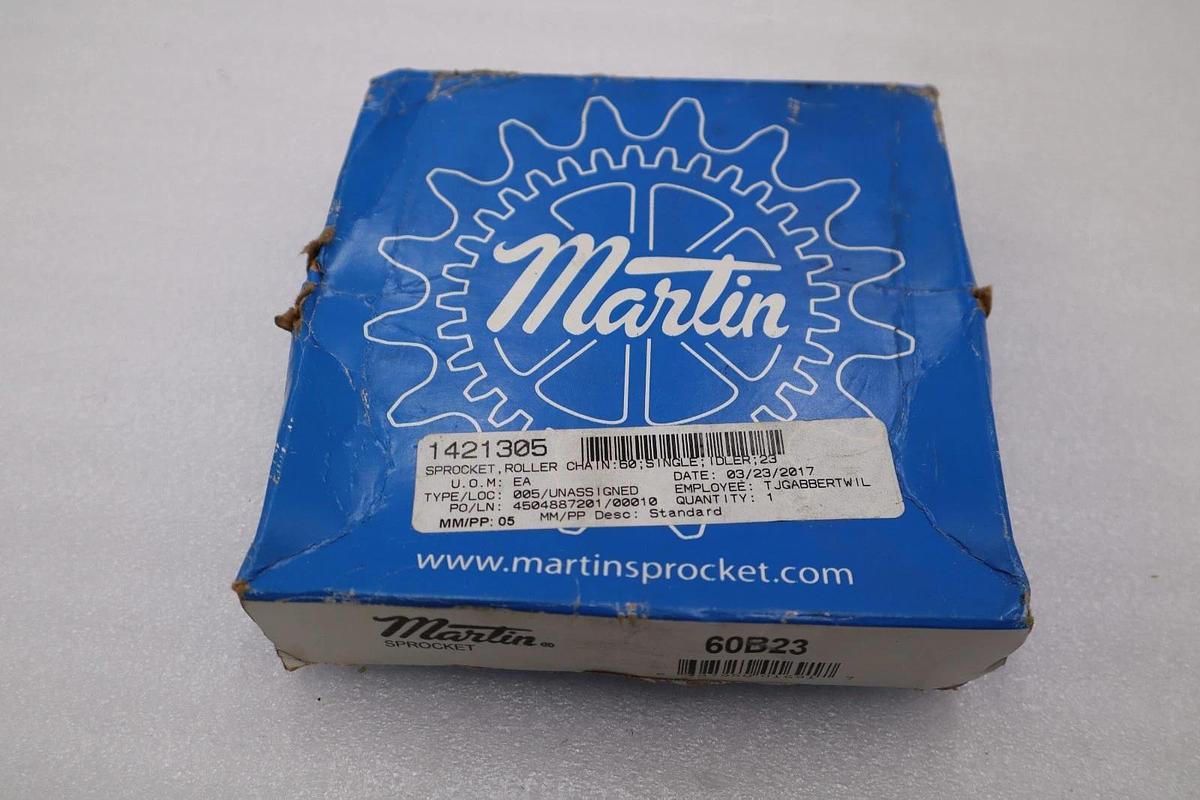 Martin
1421305
SPROCKET,ROLLER CHAIN:60;SINGLE;IDLER;23
U.O.M: EA DATE: 03/23/2017
TYPE/LOC: 005/UNASSIGNED EMPLOYEE: TJGABBERTWIL
PO/LN: 4504887201/00010 QUANTITY: 1
MM/PP: 05 MM/PP Desc: Standard
www.martinsprocket.com
Martin®
SPROCKET
60B23